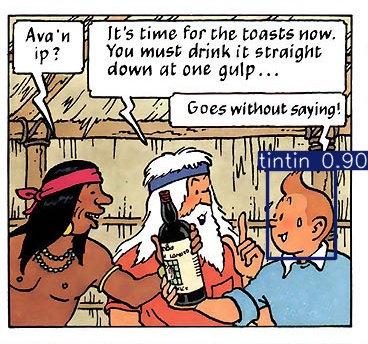 Ava'n
ip?
It's time for the toasts now.
You must drink it straight
down at one gulp...
Goes without saying!
tintin 0.90